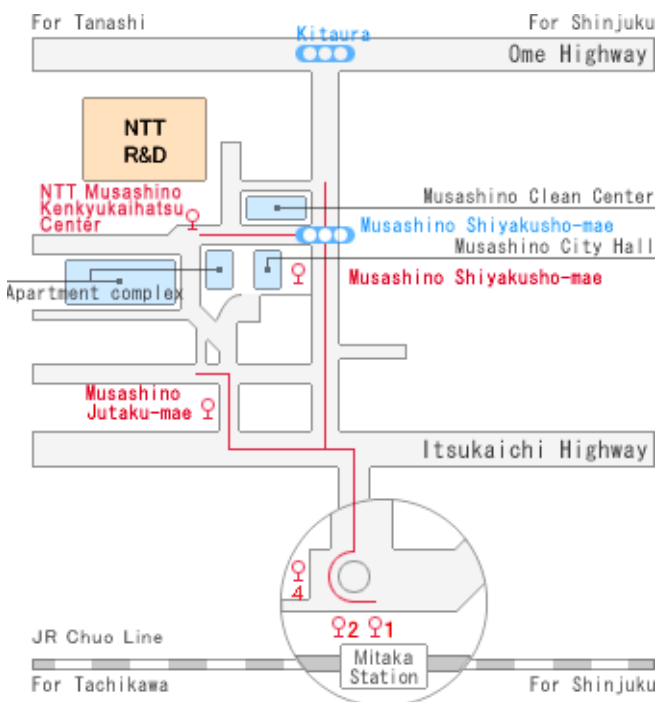 For Tanashi
For Shinjuku
Kitaura
Ome Highway
NTT
R&D
NTT Musashino
Kenkyukaihatsu
Center
Musashino Clean Center
Musashino Shiyakusho-mae
Musashino City Hall
Musashino Shiyakusho-mae
Apartment complex
Musashino
Jutaku-mae
Itsukaichi Highway
4
2
1
JR Chuo Line
Mitaka
Station
For Tachikawa
For Shinjuku